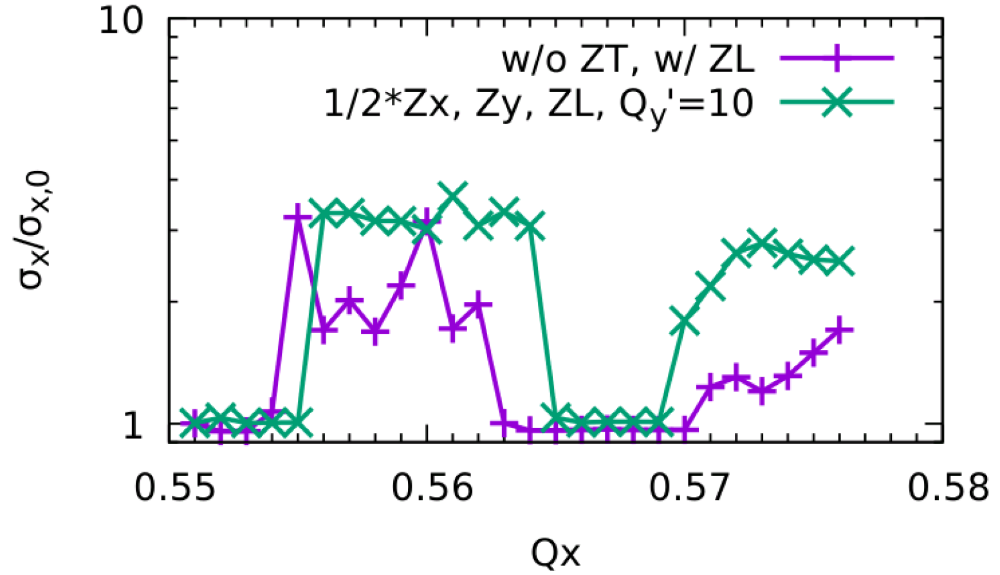 10
w/o ZT, w/ ZL
1/2*Zx, Zy, ZL, Qy'=10
σx/σx,0
1
0.55 0.56 0.57 0.58
Qx